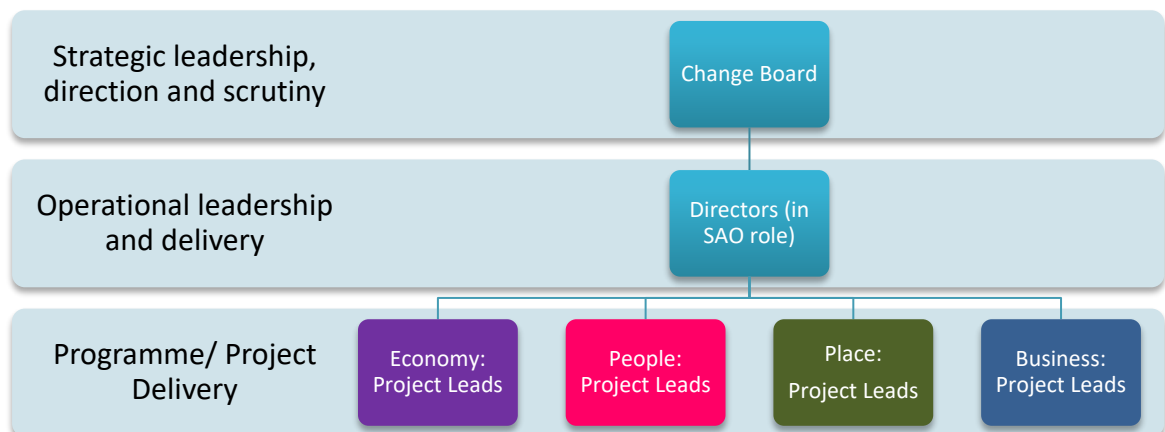 Strategic leadership,
direction and scrutiny
Change Board
Operational leadership
and delivery
Directors (in
SAO role)
Programme/ Project
Delivery
Economy:
Project Leads
People:
Project Leads
Place:
Project Leads
Business:
Project Leads